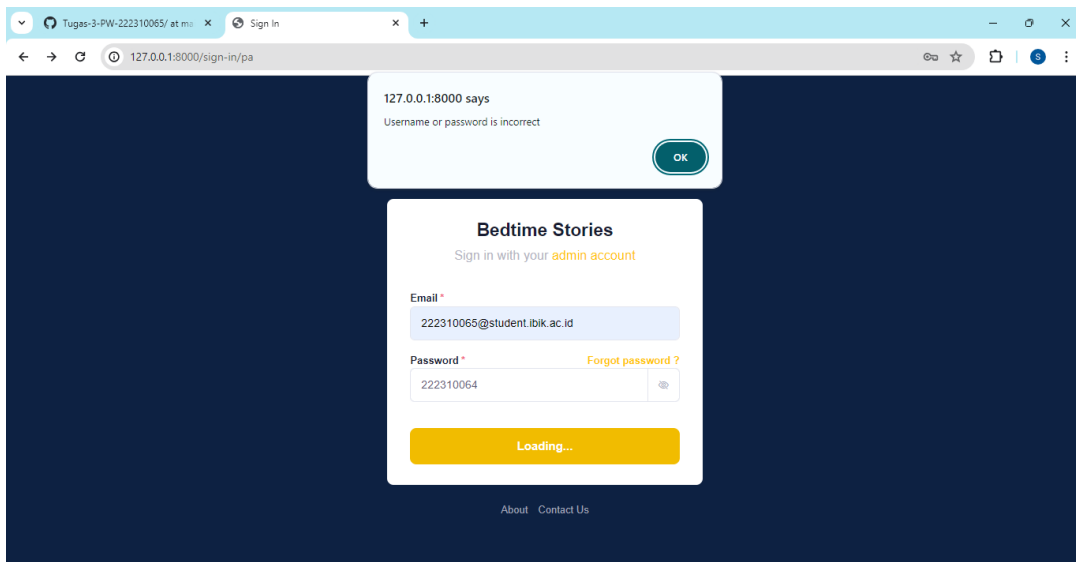 Tugas-3-PW-222310065/ at ma
Sign In
127.0.0.1:8000/sign-in/pa
S
127.0.0.1:8000 says
Username or password is incorrect
OK
Bedtime Stories
Sign in with your admin account
Email *
222310065@student.ibik.ac.id
Password * Forgot password ?
222310064
Loading...
About Contact Us